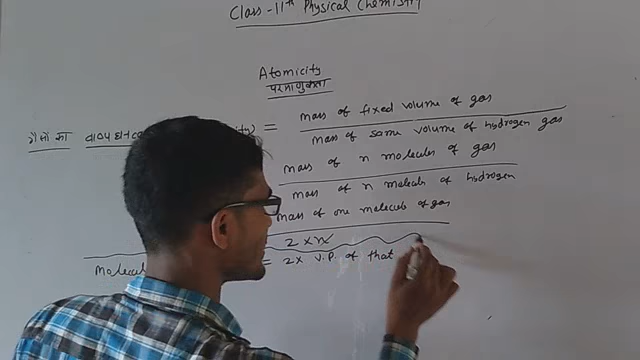 Class-11th Physical Chemistry
Atomicity
परमाणुकता
गैसों का =
mass of fixed volume of gas
mass of same volume of hydrogen gas
mass of n molecules of gas
mass of n molecule of hydrogen
mass of one molecule of gas
2 x n
= 2x V.P. of that